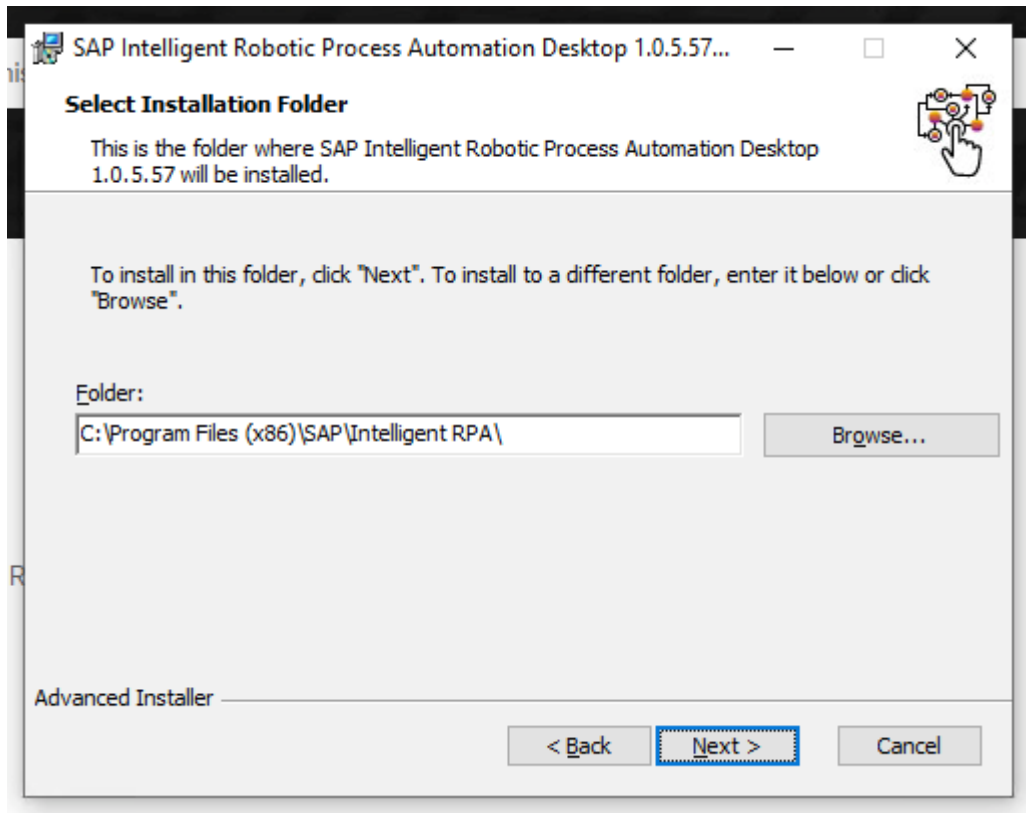 SAP Intelligent Robotic Process Automation Desktop 1.0.5.57...
Select Installation Folder
This is the folder where SAP Intelligent Robotic Process Automation Desktop
1.0.5.57 will be installed.
To install in this folder, click "Next". To install to a different folder, enter it below or click
"Browse".
Folder:
C:\Program Files (x86)\SAP\Intelligent RPA\
Browse...
R
Advanced Installer
< Back
Next >
Cancel